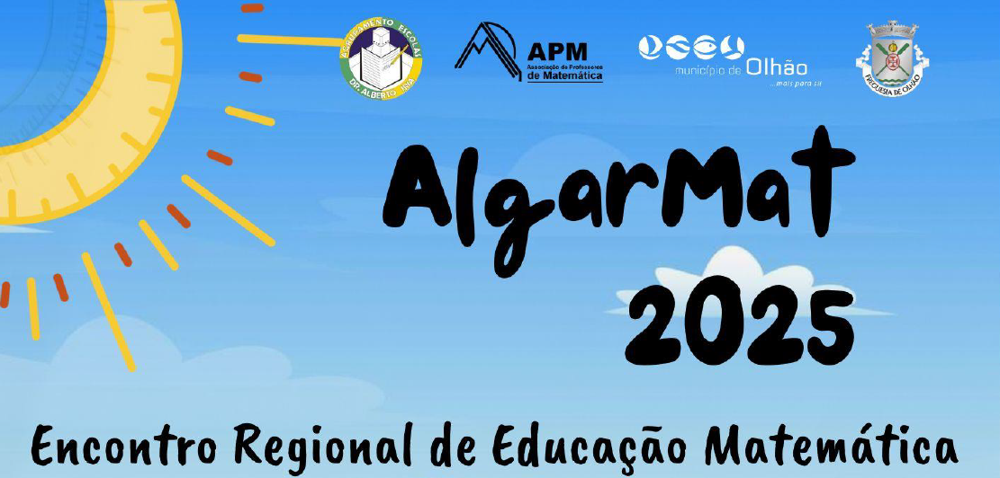 AGRUPAMENTO ESCOLAS
DR. ALBERTO IRIA
APM
Associação de Professores
de Matemática
município de Olhão
...mais para si!
FREGUESIA DE OLHÃO
AlgarMat
2025
Encontro Regional de Educação Matemática